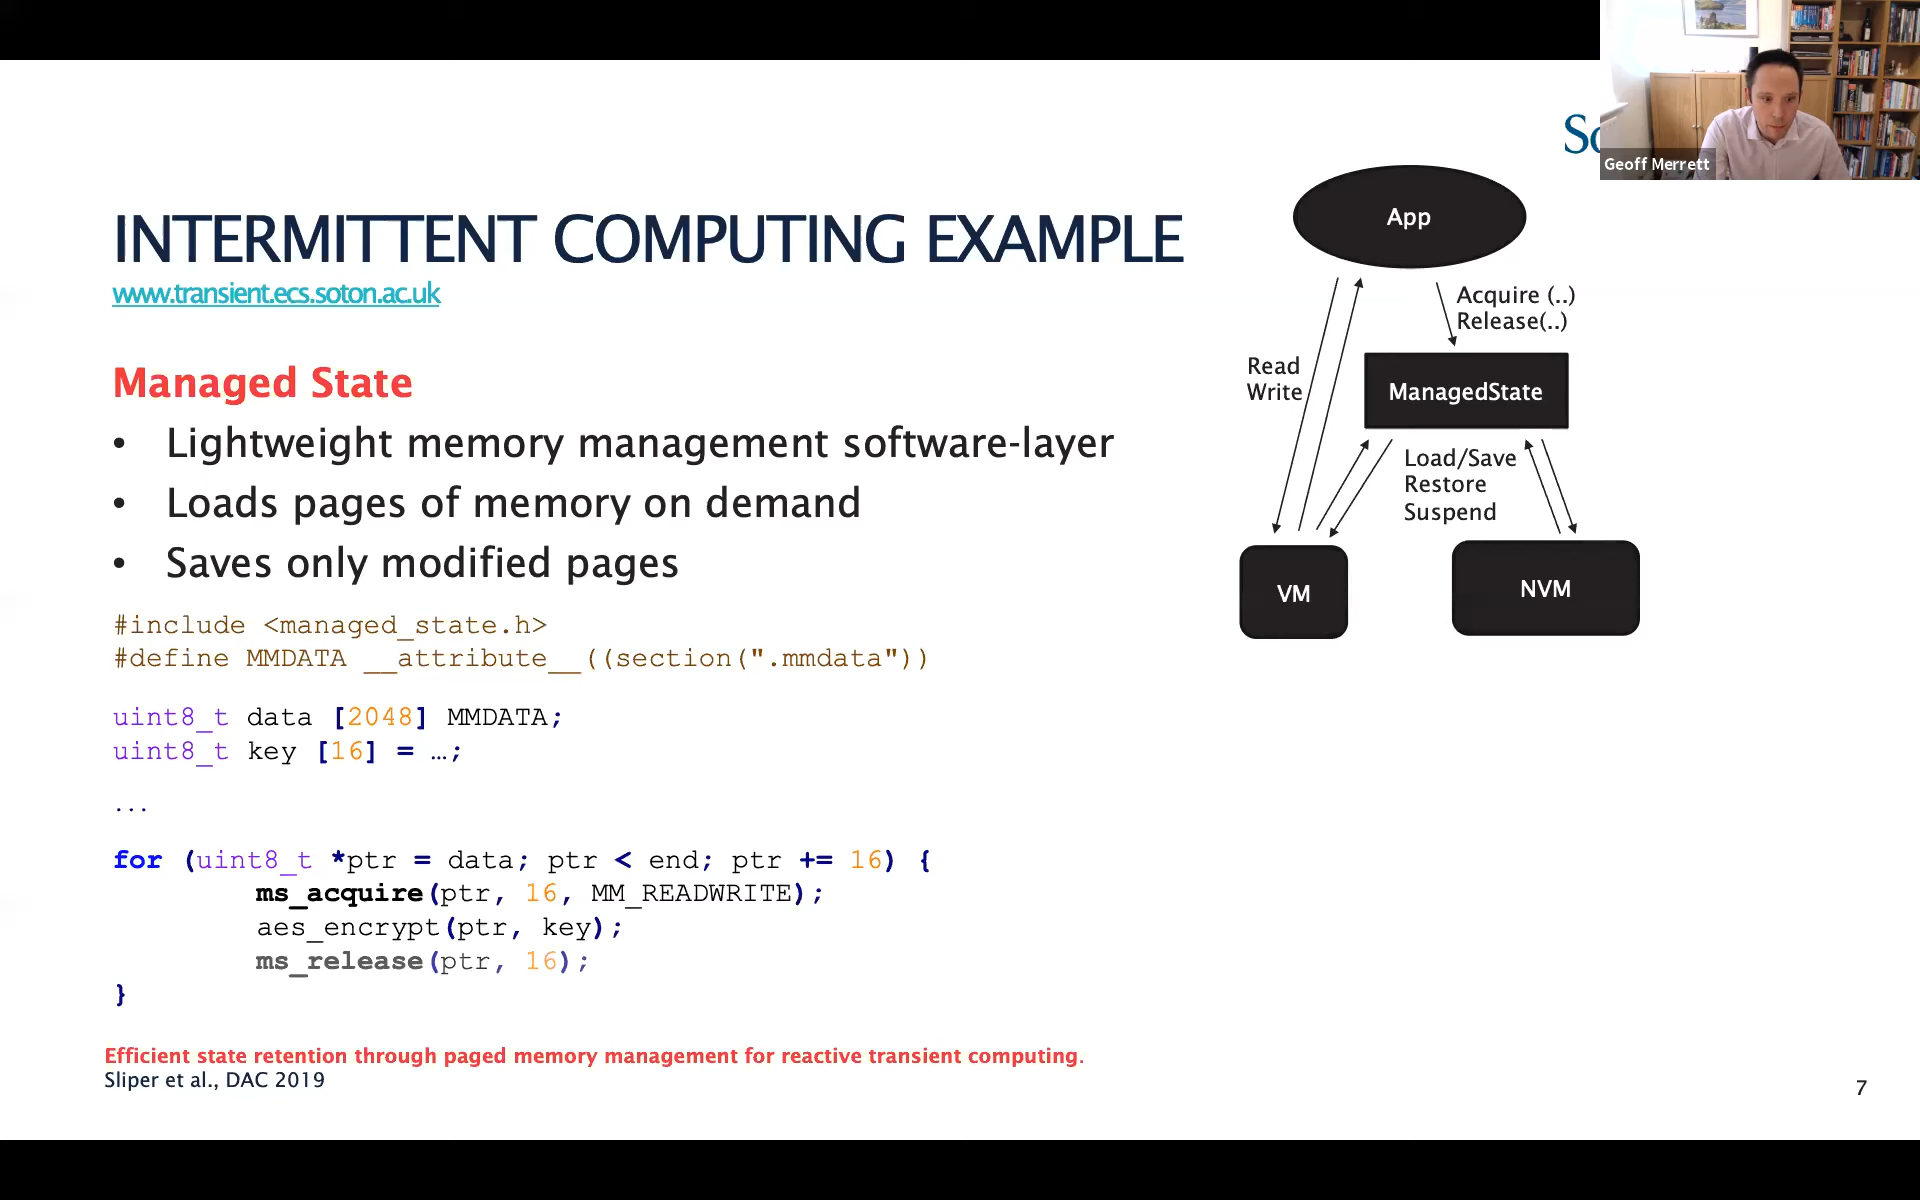 Geoff Merrett
INTERMITTENT COMPUTING EXAMPLE
www.transient.ecs.soton.ac.uk
Managed State
• Lightweight memory management software-layer
• Loads pages of memory on demand
• Saves only modified pages
#include <managed_state.h>
#define MMDATA __attribute__((section(".mmdata"))
uint8_t data [2048] MMDATA;
uint8_t key [16] = …;
...
for (uint8_t *ptr = data; ptr < end; ptr += 16) {
ms_acquire(ptr, 16, MM_READWRITE);
aes_encrypt(ptr, key);
ms_release(ptr, 16);
}
Efficient state retention through paged memory management for reactive transient computing.
Sliper et al., DAC 2019
App
Acquire (..)
Release(..)
Read
Write
ManagedState
Load/Save
Restore
Suspend
VM
NVM
7